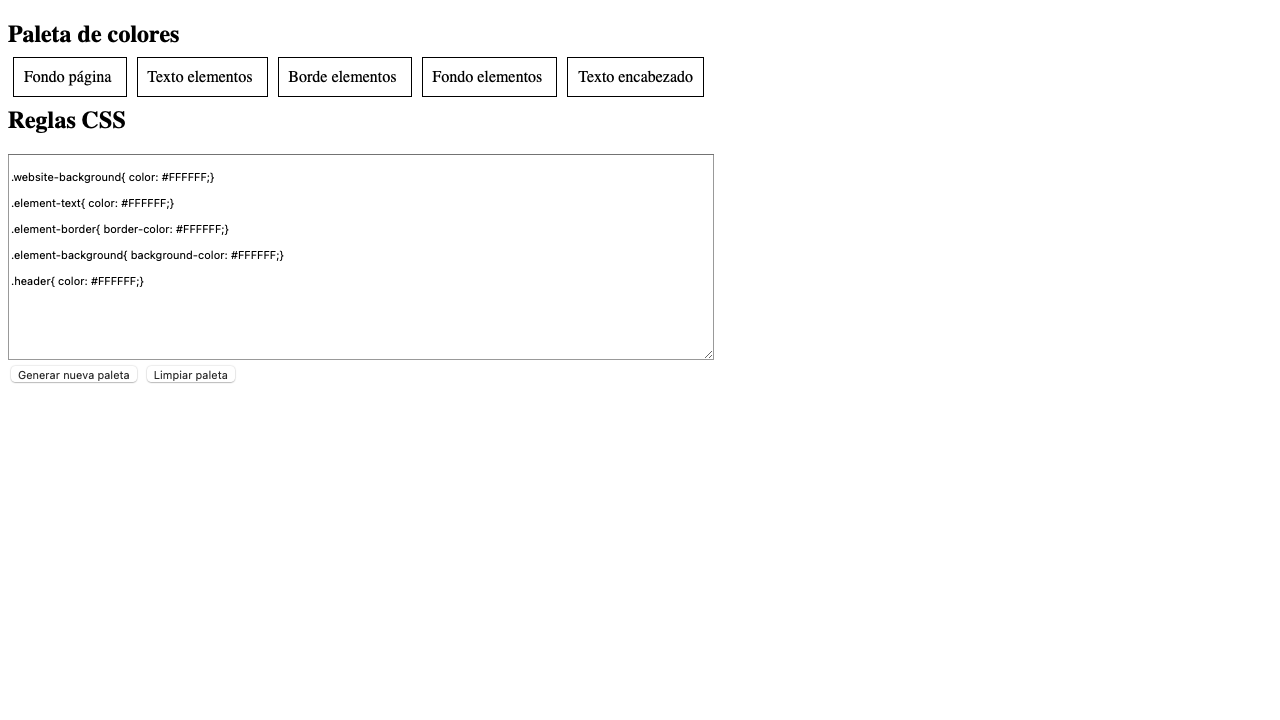 Paleta de colores
Fondo página Texto elementos Borde elementos Fondo elementos Texto encabezado
Reglas CSS
.website-background{ color: #FFFFFF;}
.element-text{ color: #FFFFFF;}
.element-border{ border-color: #FFFFFF;}
.element-background{ background-color: #FFFFFF;}
.header{ color: #FFFFFF;}
Generar nueva paleta Limpiar paleta